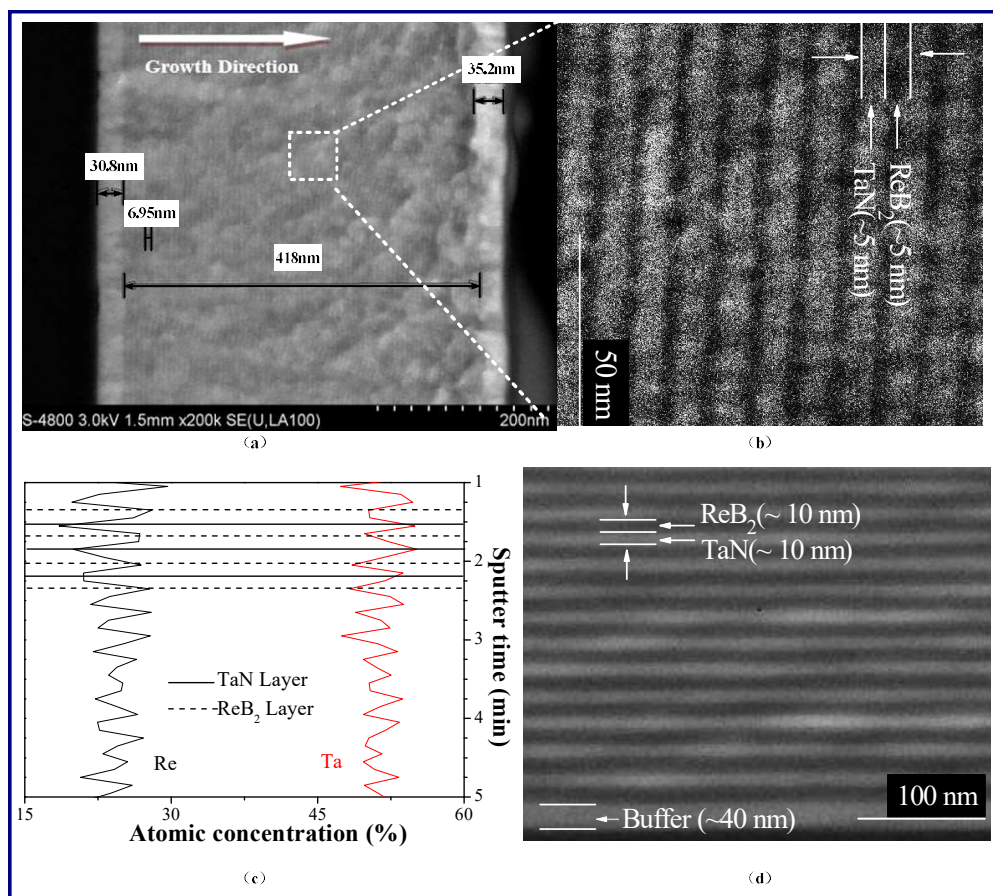 Growth Direction
35.2nm
30.8nm
6.95nm
418nm
S-4800 3.0kV 1.5mm x200k SE(U,LA100)
200nm
(a)
ReB2(~5 nm)
TaN(~5 nm)
50 nm
(b)
1
2
3
4
5
Sputter time (min)
TaN Layer
ReB2 Layer
Re
Ta
15
30
45
60
Atomic concentration (%)
(c)
ReB2(~ 10 nm)
TaN(~ 10 nm)
100 nm
Buffer (~40 nm)
(d)